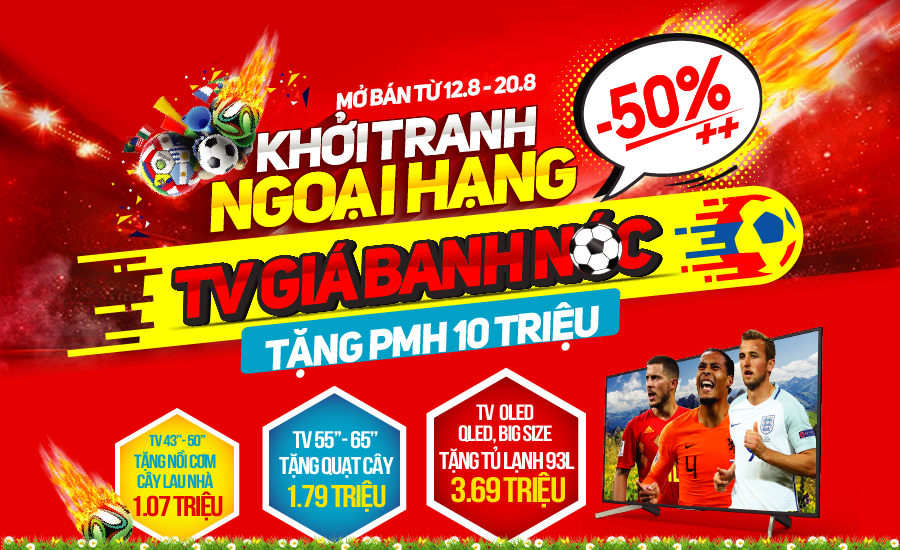 MỞ BÁN TỪ 12.8 - 20.8
KHỞI TRANH
NGOẠI HẠNG
-50%
++
TV GIÁ BANH NÓC
TẶNG PMH 10 TRIỆU
TV 43"- 50"
TẶNG NỒI CƠM
CÂY LAU NHÀ
1.07 TRIỆU
TV 55"- 65"
TẶNG QUẠT CÂY
1.79 TRIỆU
TV OLED
QLED, BIG SIZE
TẶNG TỦ LẠNH 93L
3.69 TRIỆU
4